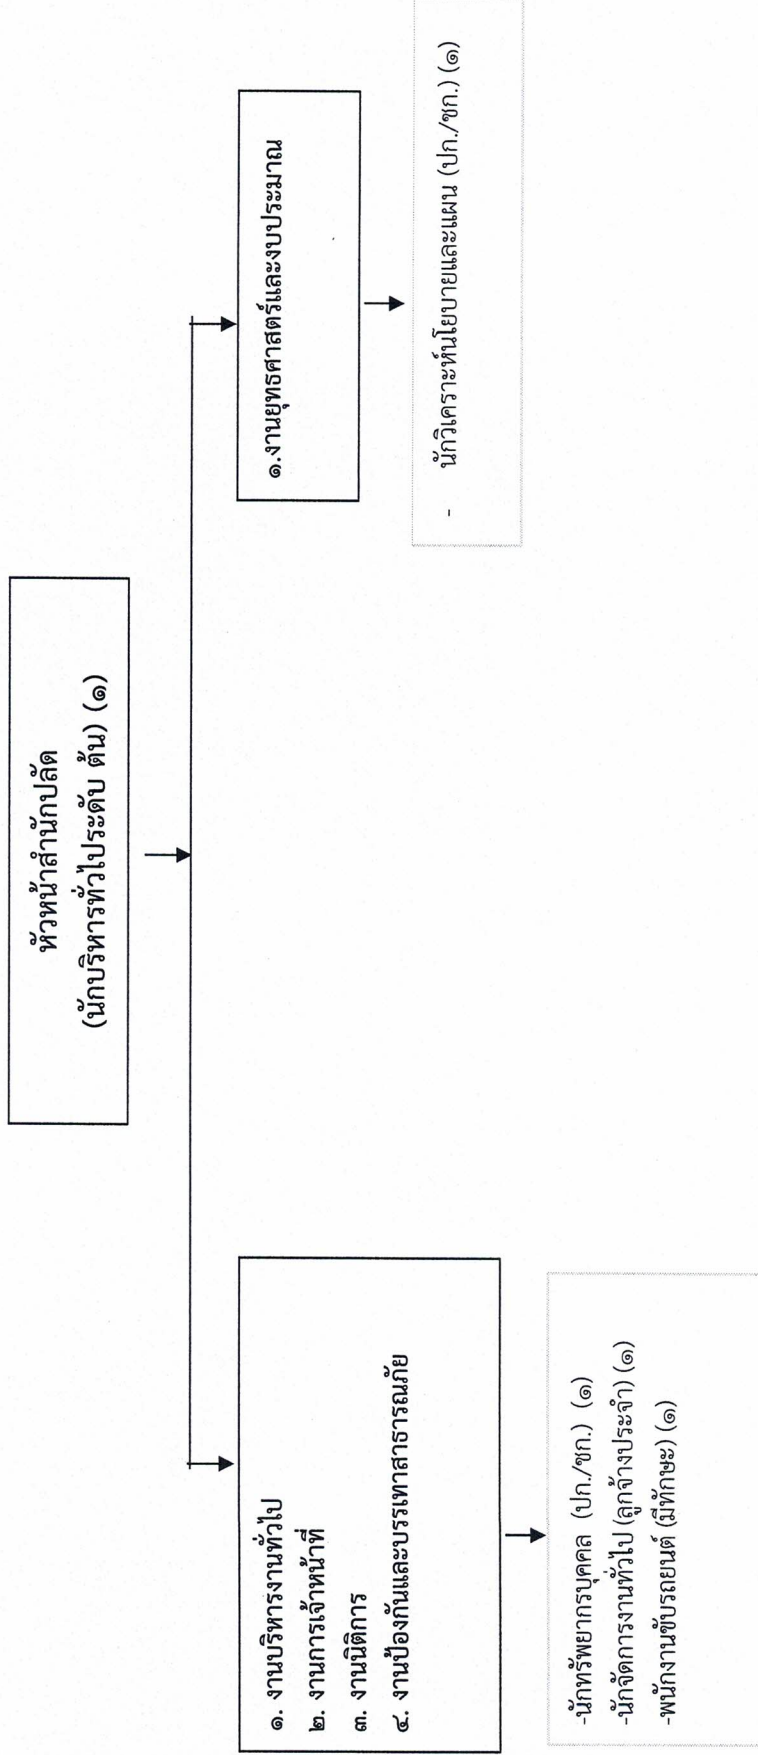 หัวหน้าสำนักปลัด
(นักบริหารทั่วไประดับ ต้น) (๑)
๑. งานบริหารงานทั่วไป
๒. งานการเจ้าหน้าที่
๓. งานนิติการ
๔. งานป้องกันและบรรเทาสาธารณภัย
-นักทรัพยากรบุคคล (ปก./ชก.) (๑)
-นักจัดการงานทั่วไป (ลูกจ้างประจำ) (๑)
-พนักงานขับรถยนต์ (มีทักษะ) (๑)
๑.งานยุทธศาสตร์และงบประมาณ
- นักวิเคราะห์นโยบายและแผน (ปก./ชก.) (๑)